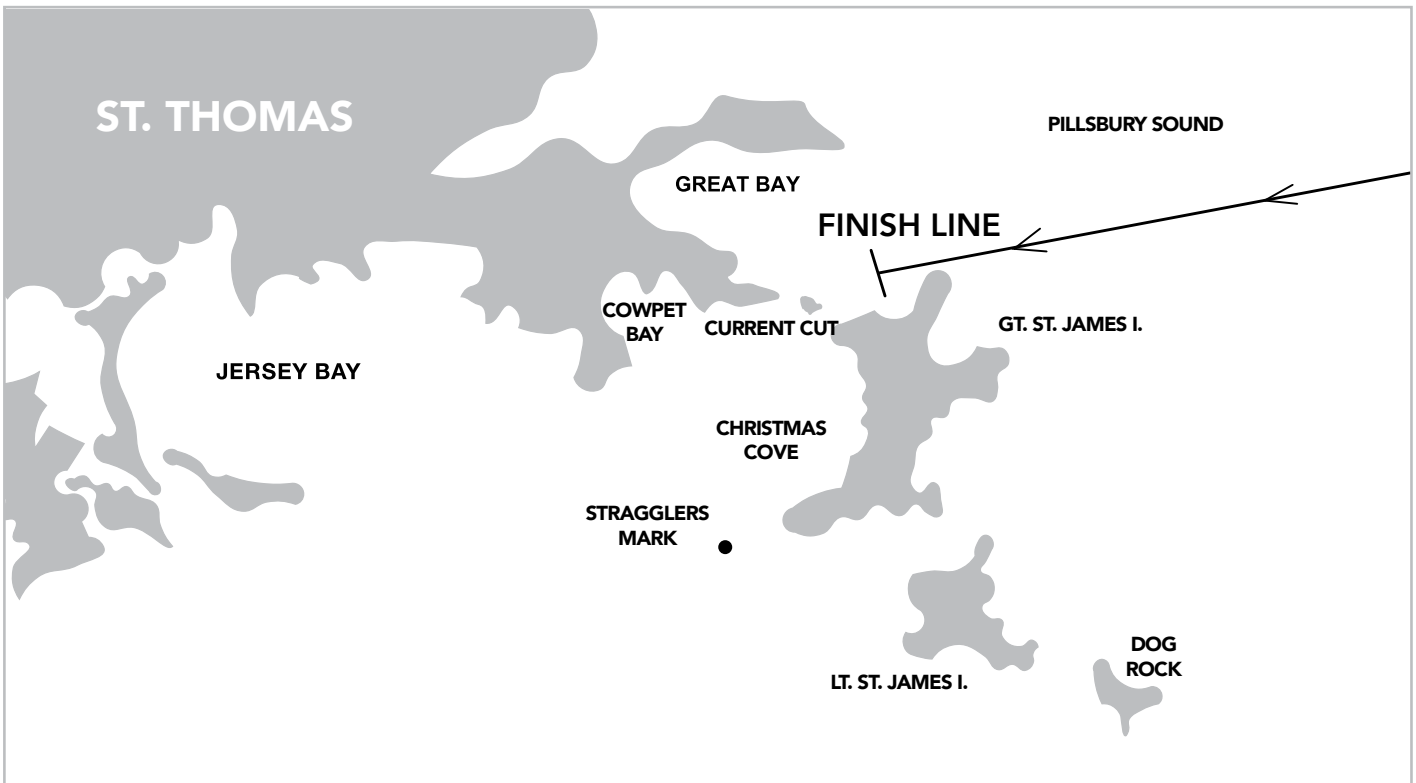 ST. THOMAS
PILLSBURY SOUND
GREAT BAY
FINISH LINE
COWPET
BAY
CURRENT CUT
GT. ST. JAMES I.
JERSEY BAY
CHRISTMAS
COVE
STRAGGLERS
MARK
DOG
ROCK
LT. ST. JAMES I.